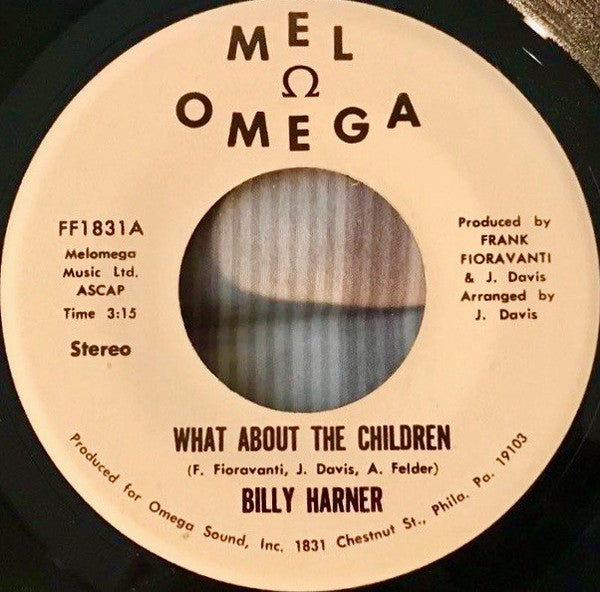 MEL
Ω
OMEGA
FF1831A
Melomega
Music Ltd.
ASCAP
Time 3:15
Stereo
Produced by
FRANK
FIORAVANTI
& J. Davis
Arranged by
J. Davis
WHAT ABOUT THE CHILDREN
(F. Fioravanti, J. Davis, A. Felder)
BILLY HARNER
Produced for Omega Sound, Inc. 1831 Chestnut St., Phila. Pa. 19103